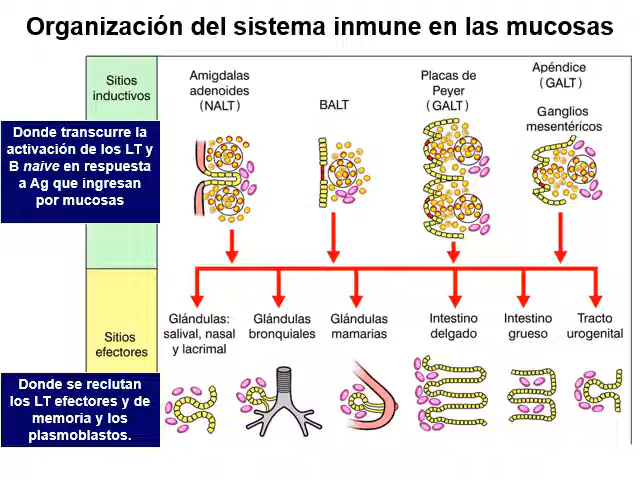 Organización del sistema inmune en las mucosas
Sitios
inductivos
Amigdalas
adenoides
(NALT)
BALT
Placas de
Peyer
(GALT)
Apéndice
(GALT)
Ganglios
mesentéricos
Donde transcurre la
activación de los LT y
B naive en respuesta
a Ag que ingresan
por mucosas
Sitios
efectores
Glándulas:
salival, nasal
y lacrimal
Glándulas
bronquiales
Glándulas
mamarias
Intestino
delgado
Intestino
grueso
Tracto
urogenital
Donde se reclutan
los LT efectores y de
memoria y los
plasmoblastos.